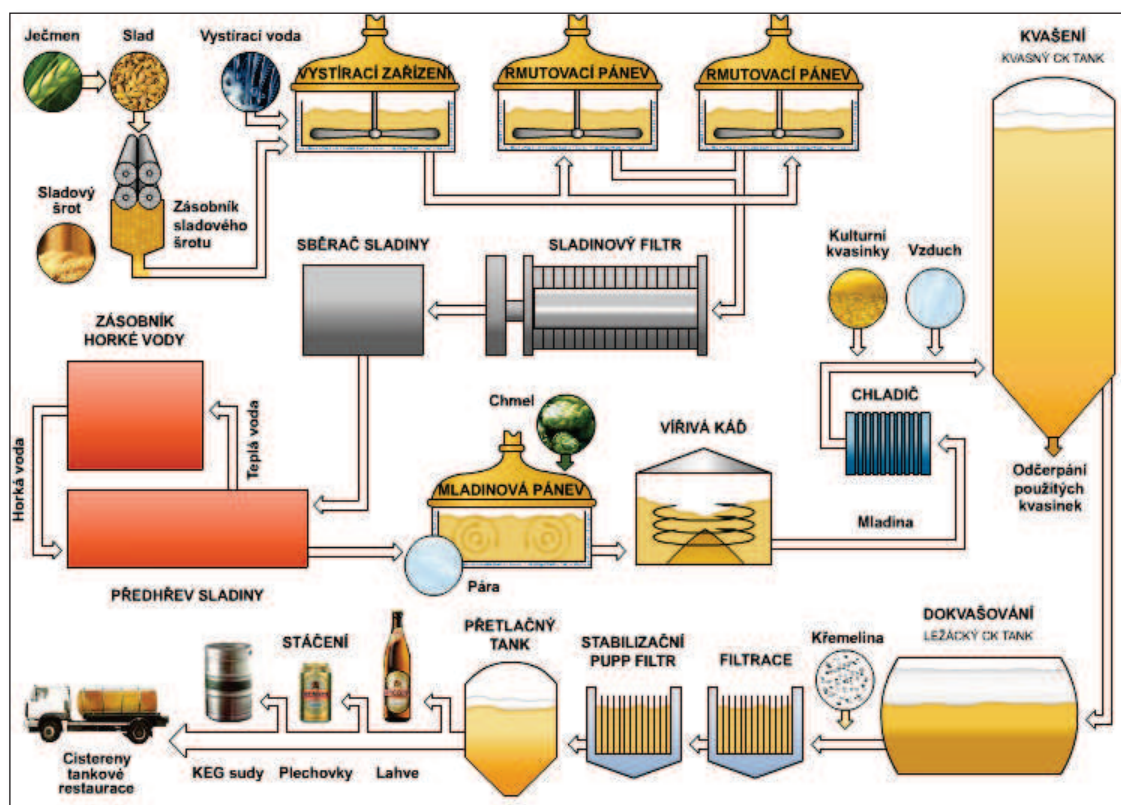 Ječmen
Slad
Vystírací voda
VYSTÍRACÍ ZAŘÍZENÍ
RMUTOVACÍ PÁNEV
RMUTOVACÍ PÁNEV
KVAŠENÍ
KVASNÝ CK TANK
Sladový
šrot
Zásobník
sladového
šrotu
SBĚRAČ SLADINY
SLADINOVÝ FILTR
Kulturní
kvasinky
Vzduch
ZÁSOBNÍK
HORKÉ VODY
Horká voda
Teplá voda
Chmel
VÍŘIVÁ KÁĎ
CHLADIČ
MLADINOVÁ PÁNEV
Odčerpání
použitých
kvasinek
Mladina
Pára
PŘEDHŘEV SLADINY
STÁČENÍ
PŘETLAČNÝ
TANK
STABILIZAČNÍ
PUPP FILTR
FILTRACE
Křemelina
DOKVAŠOVÁNÍ
LEŽÁCKÝ CK TANK
Cistereny
tankové
restaurace
KEG sudy
Plechovky
Lahve